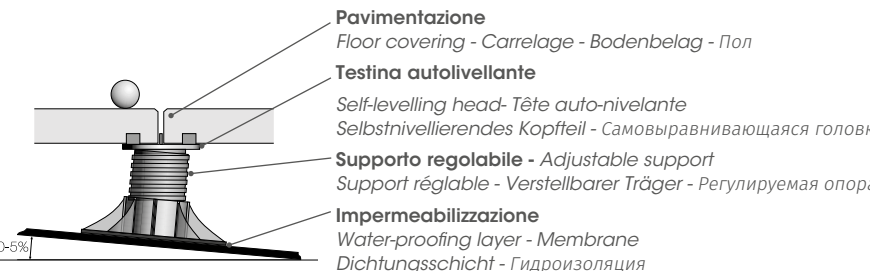 Pavimentazione
Floor covering - Carrelage - Bodenbelag - Пол
Testina autolivellante
Self-levelling head- Tête auto-nivelante
Selbstnivellierendes Kopfteil - Самовыравнивающаяся головк
Supporto regolabile - Adjustable support
Support réglable - Verstellbarer Träger - Регулируемая опора
Impermeabilizzazione
Water-proofing layer - Membrane
Dichtungsschicht - Гидроизоляция
0-5%